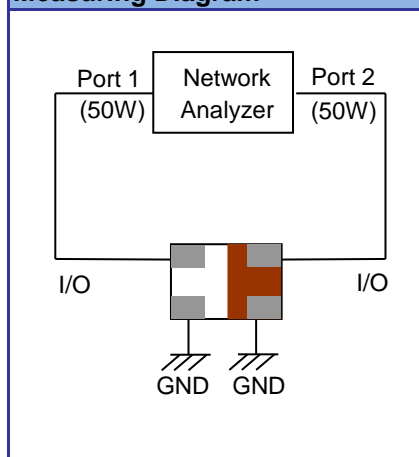 Measuring Diagram
Port 1
Network
Port 2
(50W)
Analyzer
(50W)
I/O
I/O
GND
GND